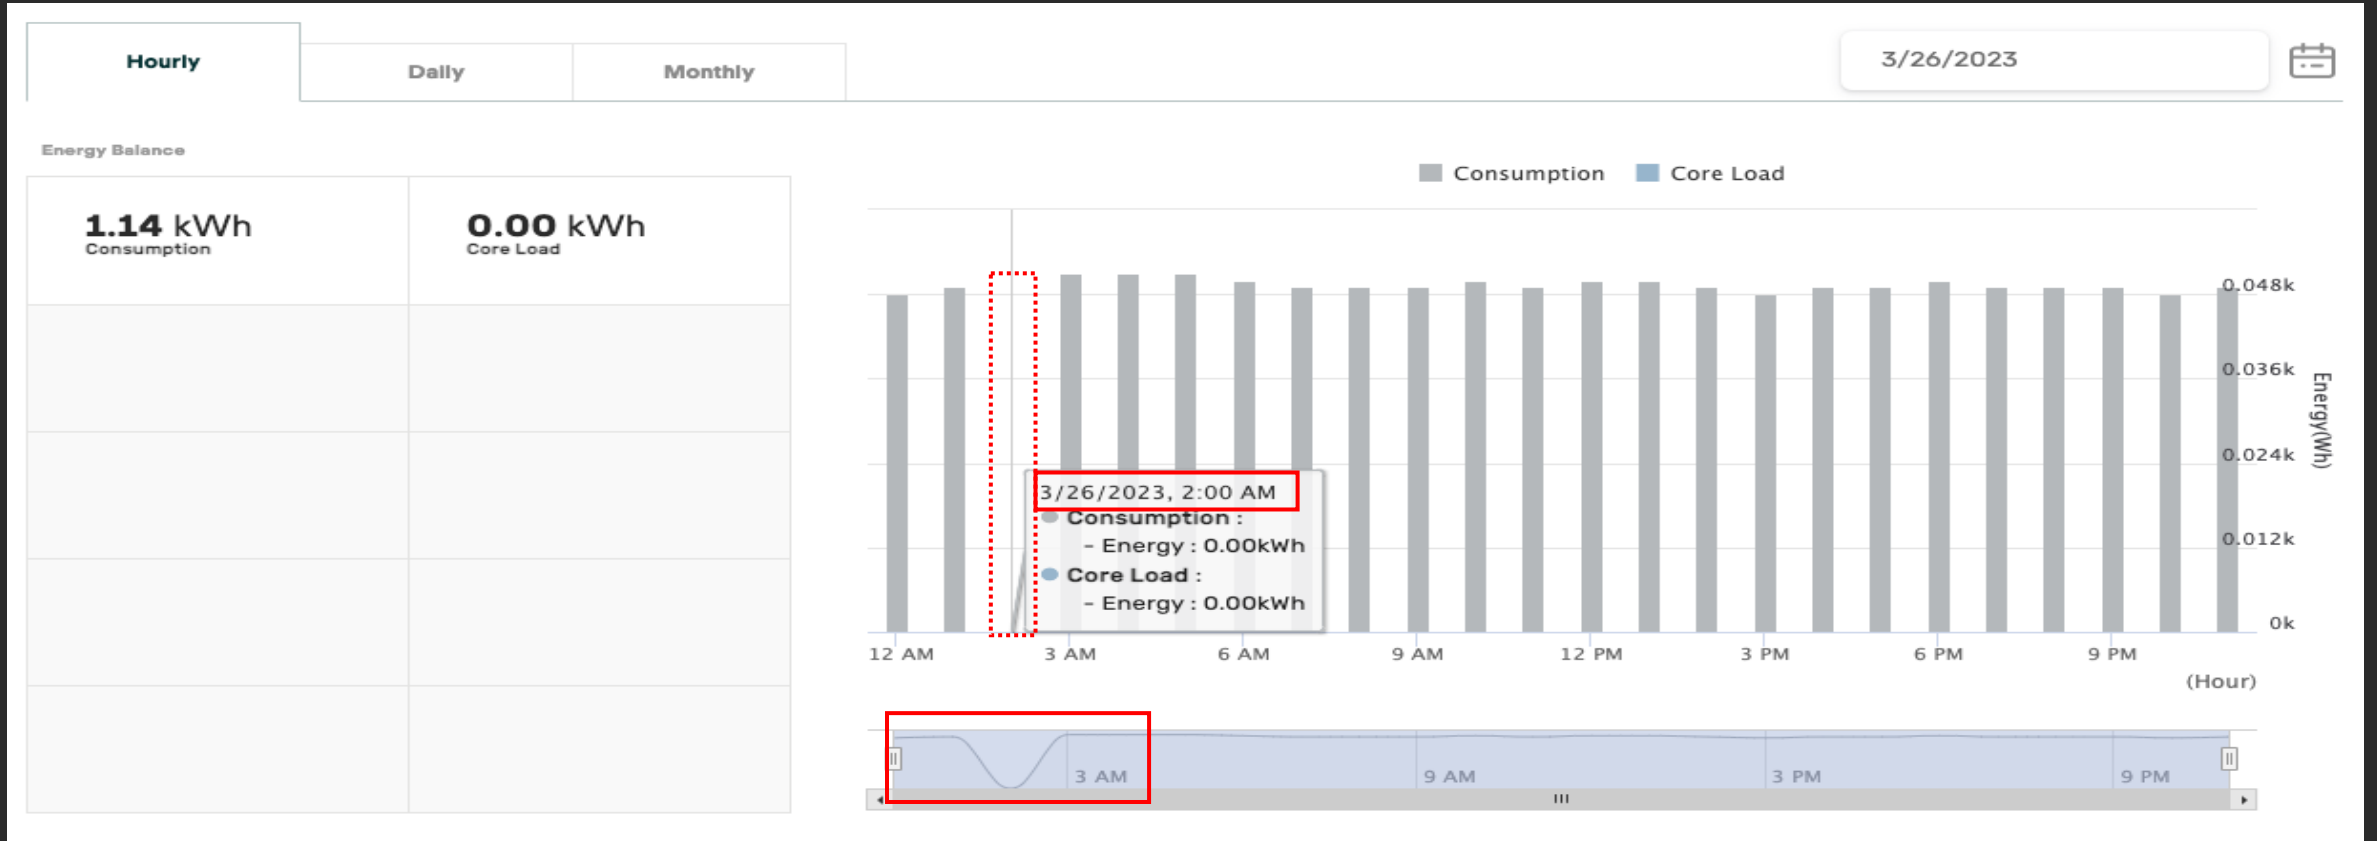 Hourly
Daily
Monthly
3/26/2023
Energy Balance
1.14 kWh
Consumption
0.00 kWh
Core Load
Consumption
Core Load
0.048k
0.036k
0.024k
0.012k
0k
Energy(Wh)
3/26/2023, 2:00 AM
Consumption :
- Energy : 0.00kWh
Core Load :
- Energy : 0.00kWh
12 AM
3 AM
6 AM
9 AM
12 PM
3 PM
6 PM
9 PM
(Hour)
3 AM
9 AM
3 PM
9 PM